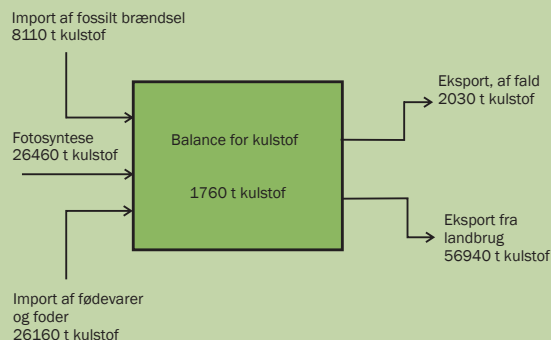 Import af fossilt brændsel
8110 t kulstof
Fotosyntese
26460 t kulstof
Import af fødevarer
og foder
26160 t kulstof
Balance for kulstof
1760 t kulstof
Eksport, af fald
2030 t kulstof
Eksport fra
landbrug
56940 t kulstof